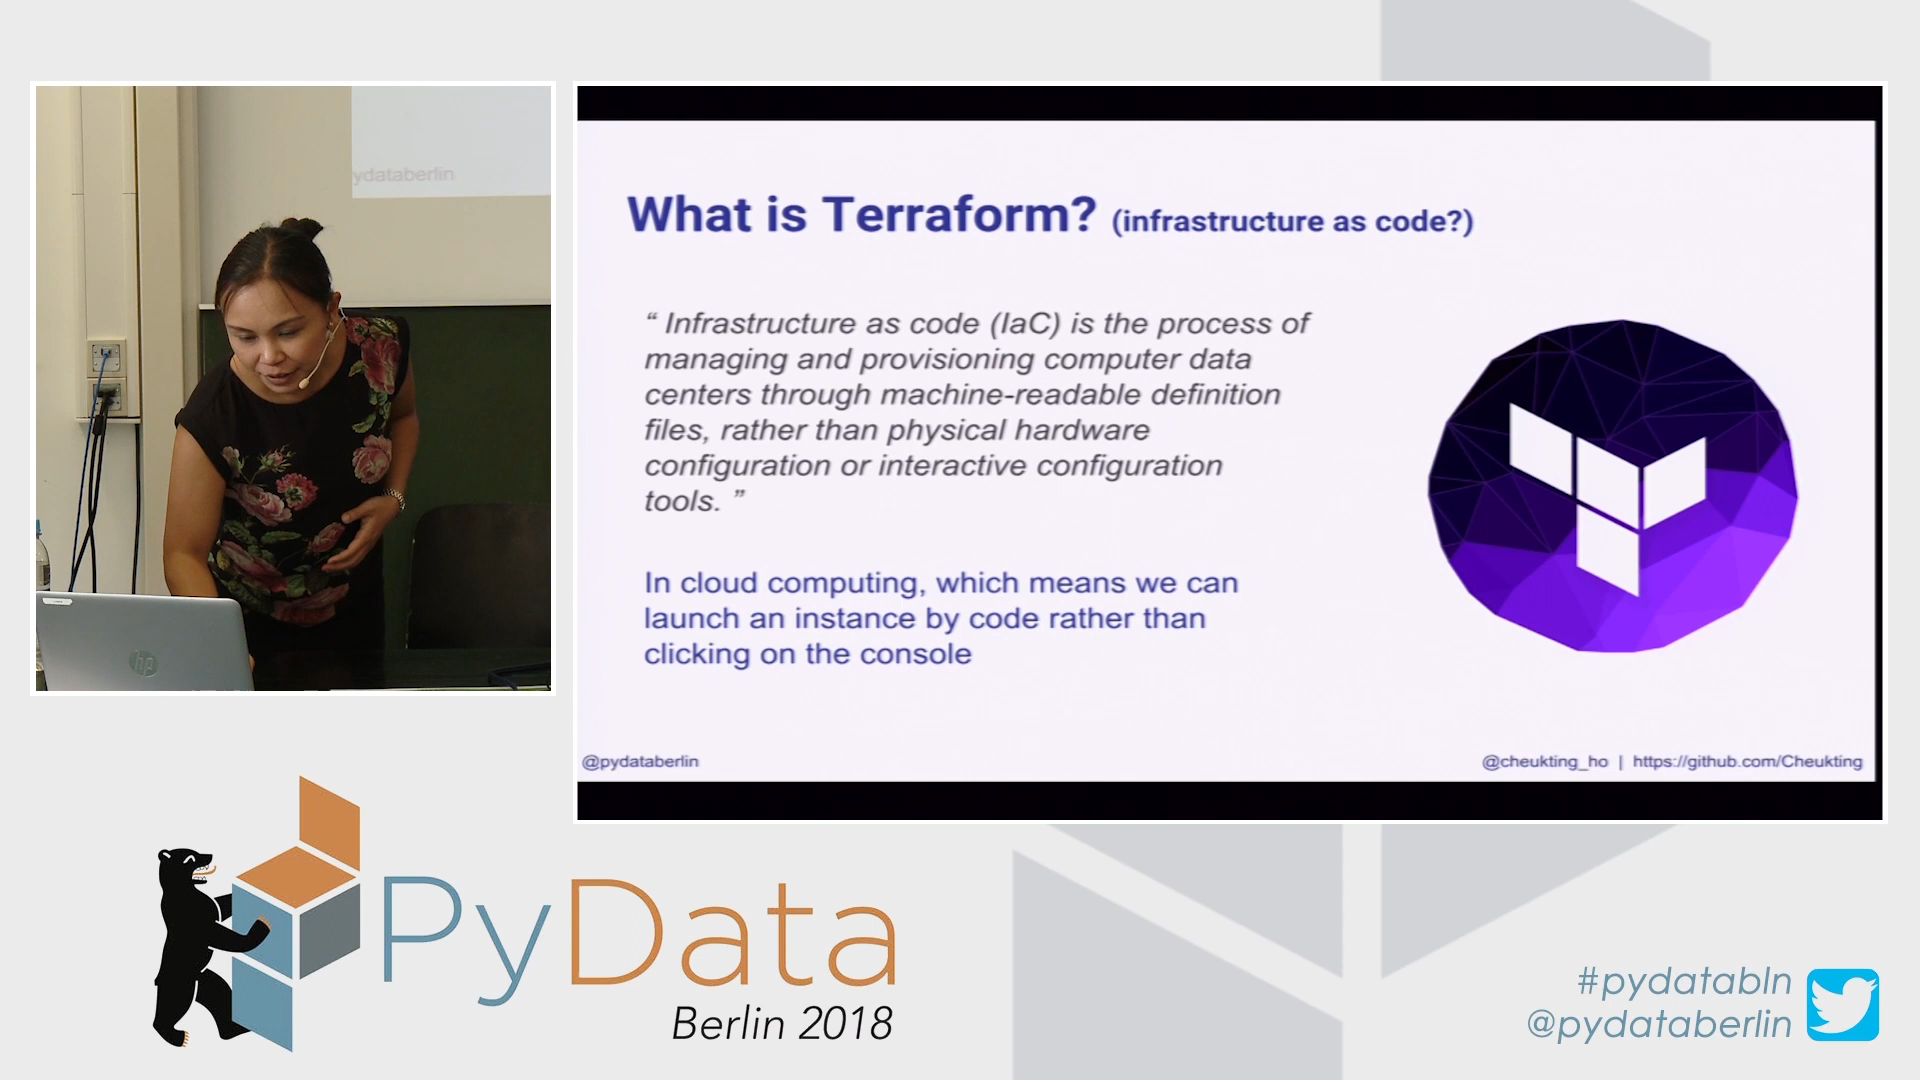 ydataberlin
What is Terraform? (infrastructure as code?)
“ Infrastructure as code (IaC) is the process of
managing and provisioning computer data
centers through machine-readable definition
files, rather than physical hardware
configuration or interactive configuration
tools. ”
In cloud computing, which means we can
launch an instance by code rather than
clicking on the console
@pydataberlin
@cheukting_ho | https://github.com/Cheukting
hp
PyData
Berlin 2018
#pydatabln
@pydataberlin